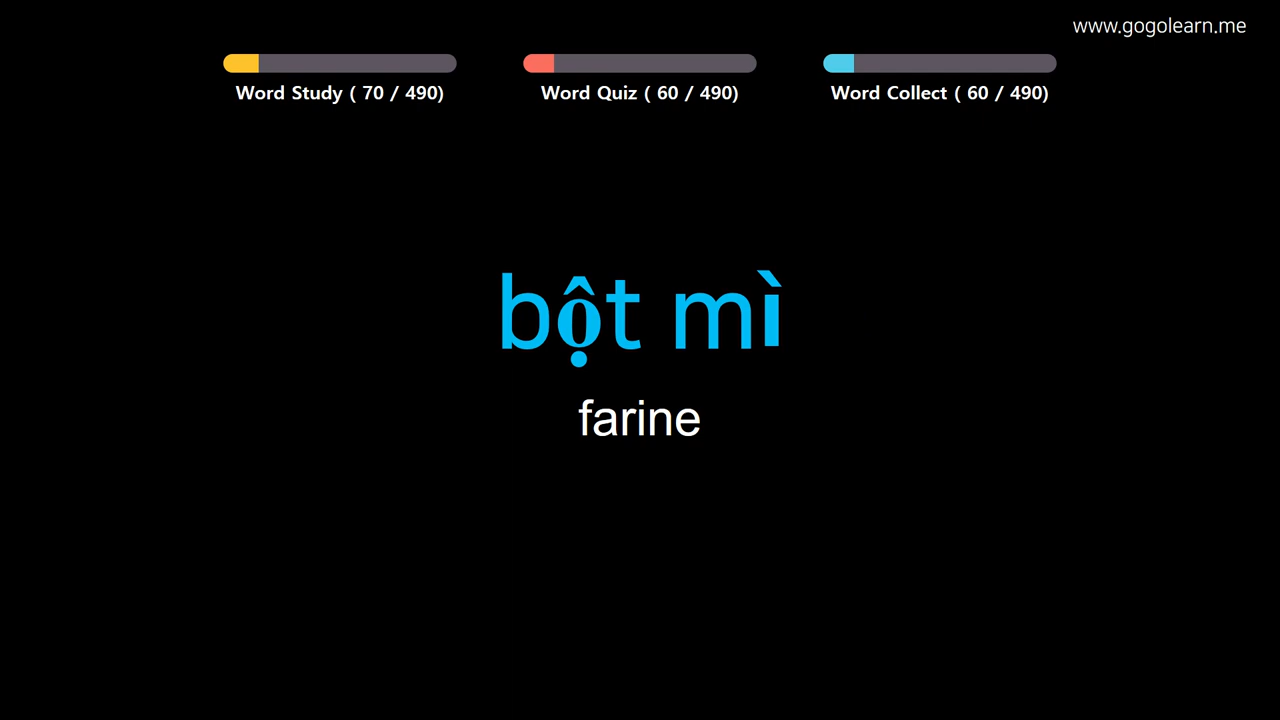 www.gogolearn.me
Word Study ( 70 / 490)
Word Quiz ( 60 / 490)
Word Collect ( 60 / 490)
bột mì
farine